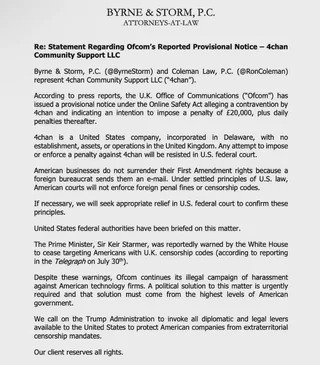 BYRNE & STORM, P.C.
ATTORNEYS-AT-LAW
Re: Statement Regarding Ofcom's Reported Provisional Notice – 4chan
Community Support LLC
Byrne & Storm, P.C. (@ByrneStorm) and Coleman Law, P.C. (@RonColeman)
represent 4chan Community Support LLC ("4chan").
According to press reports, the U.K. Office of Communications ("Ofcom") has
issued a provisional notice under the Online Safety Act alleging a contravention by
4chan and indicating an intention to impose a penalty of £20,000, plus daily
penalties thereafter.
4chan is a United States company, incorporated in Delaware, with no
establishment, assets, or operations in the United Kingdom. Any attempt to impose
or enforce a penalty against 4chan will be resisted in U.S. federal court.
American businesses do not surrender their First Amendment rights because a
foreign bureaucrat sends them an e-mail. Under settled principles of U.S. law,
American courts will not enforce foreign penal fines or censorship codes.
If necessary, we will seek appropriate relief in U.S. federal court to confirm these
principles.
United States federal authorities have been briefed on this matter.
The Prime Minister, Sir Keir Starmer, was reportedly warned by the White House
to cease targeting Americans with U.K. censorship codes (according to reporting
in the Telegraph on July 30th).
Despite these warnings, Ofcom continues its illegal campaign of harassment
against American technology firms. A political solution to this matter is urgently
required and that solution must come from the highest levels of American
government.
We call on the Trump Administration to invoke all diplomatic and legal levers
available to the United States to protect American companies from extraterritorial
censorship mandates.
Our client reserves all rights.